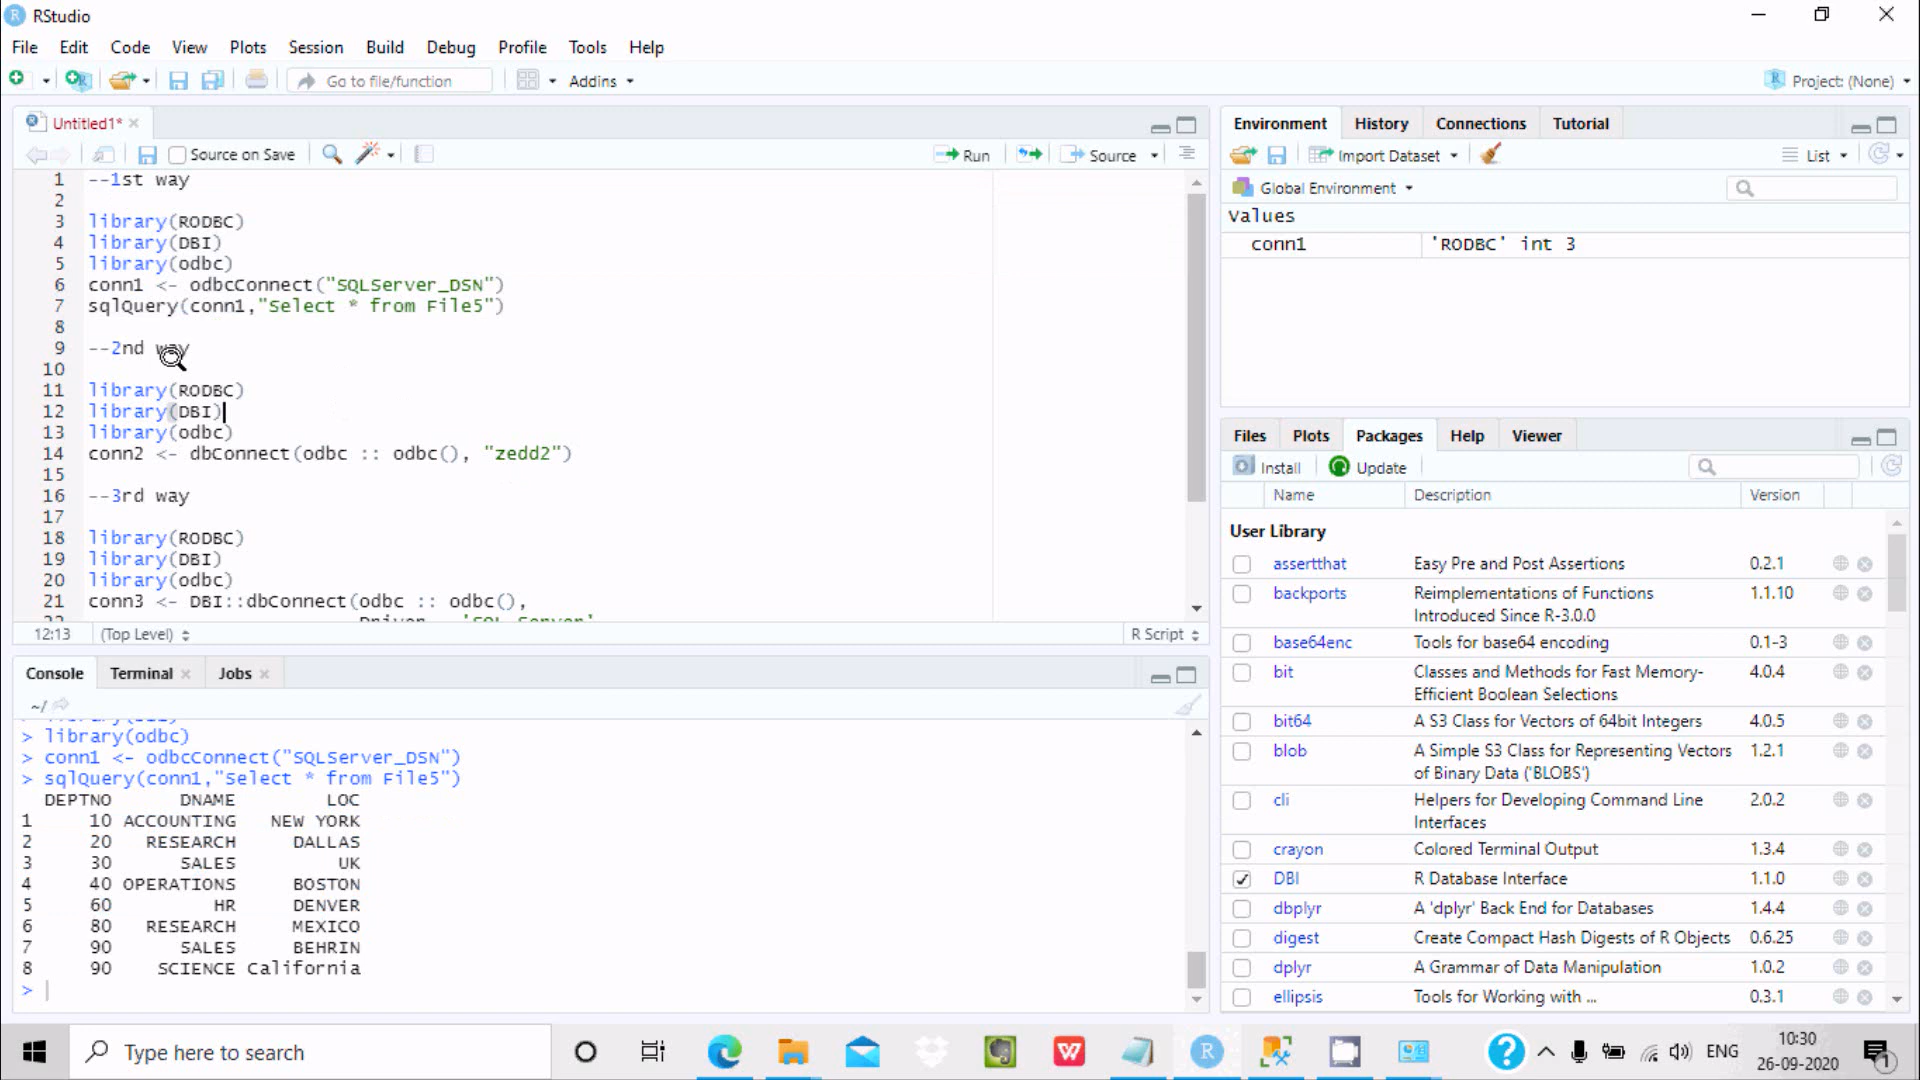 RStudio
File Edit Code View Plots Session Build Debug Profile Tools Help
Go to file/function Addins Project: (None)
Untitled1*
Source on Save Run Source
1 --1st way
2
3 library(RODBC)
4 library(DBI)
5 library(odbc)
6 conn1 <- odbcConnect("SQLServer_DSN")
7 sqlQuery(conn1,"Select * from File5")
8
9 --2nd way
10
11 library(RODBC)
12 library(DBI)
13 library(odbc)
14 conn2 <- dbConnect(odbc :: odbc(), "zedd2")
15
16 --3rd way
17
18 library(RODBC)
19 library(DBI)
20 library(odbc)
21 conn3 <- DBI::dbConnect(odbc :: odbc(),
12:13 (Top Level) R Script
Console Terminal Jobs
~/
> library(odbc)
> conn1 <- odbcConnect("SQLServer_DSN")
> sqlQuery(conn1,"Select * from File5")
DEPTNO DNAME LOC
1 10 ACCOUNTING NEW YORK
2 20 RESEARCH DALLAS
3 30 SALES UK
4 40 OPERATIONS BOSTON
5 60 HR DENVER
6 80 RESEARCH MEXICO
7 90 SALES BEHRIN
8 90 SCIENCE California
>
Environment History Connections Tutorial
Import Dataset List
Global Environment
Values
conn1 'RODBC' int 3
Files Plots Packages Help Viewer
Install Update
Name Description Version
User Library
assertthat Easy Pre and Post Assertions 0.2.1
backports Reimplementations of Functions 1.1.10
Introduced Since R-3.0.0
base64enc Tools for base64 encoding 0.1-3
bit Classes and Methods for Fast Memory- 4.0.4
Efficient Boolean Selections
bit64 A S3 Class for Vectors of 64bit Integers 4.0.5
blob A Simple S3 Class for Representing Vectors 1.2.1
of Binary Data ('BLOBS')
cli Helpers for Developing Command Line 2.0.2
Interfaces
crayon Colored Terminal Output 1.3.4
DBI R Database Interface 1.1.0
dbplyr A 'dplyr' Back End for Databases 1.4.4
digest Create Compact Hash Digests of R Objects 0.6.25
dplyr A Grammar of Data Manipulation 1.0.2
ellipsis Tools for Working with ... 0.3.1
Type here to search
ENG
10:30
26-09-2020
1